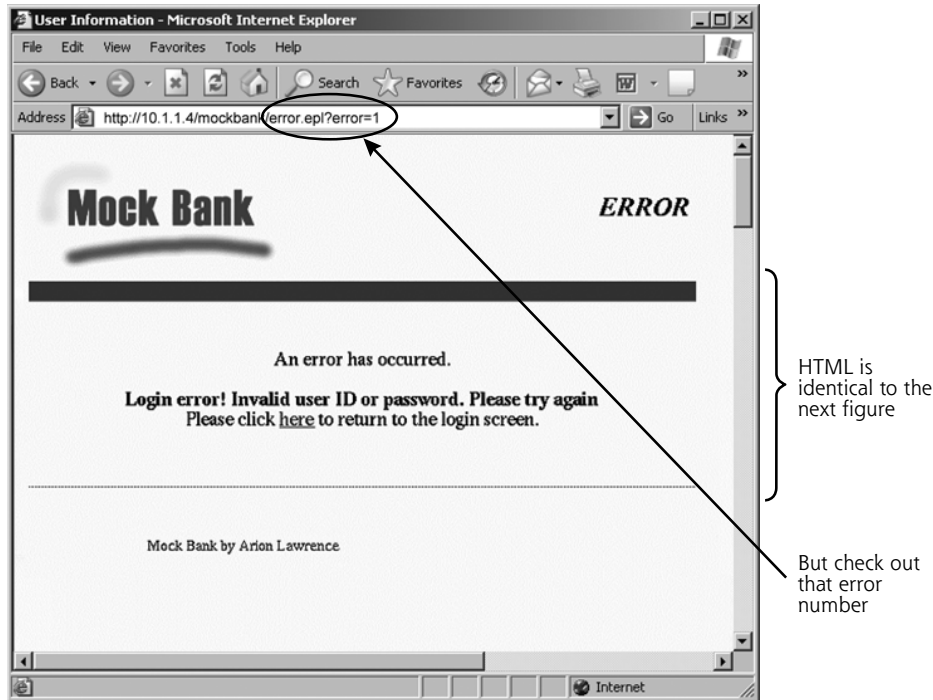 User Information - Microsoft Internet Explorer
File Edit View Favorites Tools Help
Back Search Favorites
Address http://10.1.1.4/mockbank/error.epl?error=1 Go Links »
Mock Bank
ERROR
An error has occurred.
Login error! Invalid user ID or password. Please try again
Please click here to return to the login screen.
Mock Bank by Arion Lawrence
Internet
HTML is
identical to the
next figure
But check out
that error
number